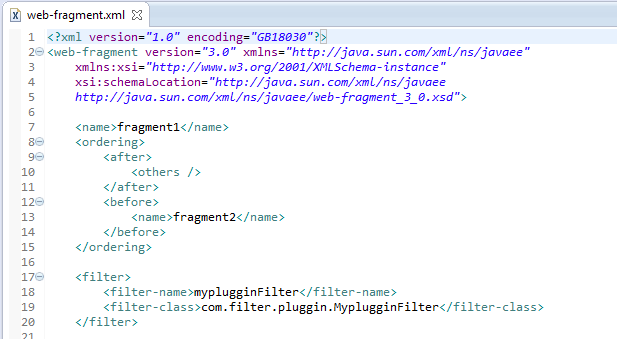 web-fragment.xml
1 <?xml version="1.0" encoding="GB18030"?>
2 <web-fragment version="3.0" xmlns="http://java.sun.com/xml/ns/javaee"
3 xmlns:xsi="http://www.w3.org/2001/XMLSchema-instance"
4 xsi:schemaLocation="http://java.sun.com/xml/ns/javaee
5 http://java.sun.com/xml/ns/javaee/web-fragment_3_0.xsd">
6
7 <name>fragment1</name>
8 <ordering>
9 <after>
10 <others />
11 </after>
12 <before>
13 <name>fragment2</name>
14 </before>
15 </ordering>
16
17 <filter>
18 <filter-name>myplugginFilter</filter-name>
19 <filter-class>com.filter.pluggin.MyplugginFilter</filter-class>
20 </filter>
21